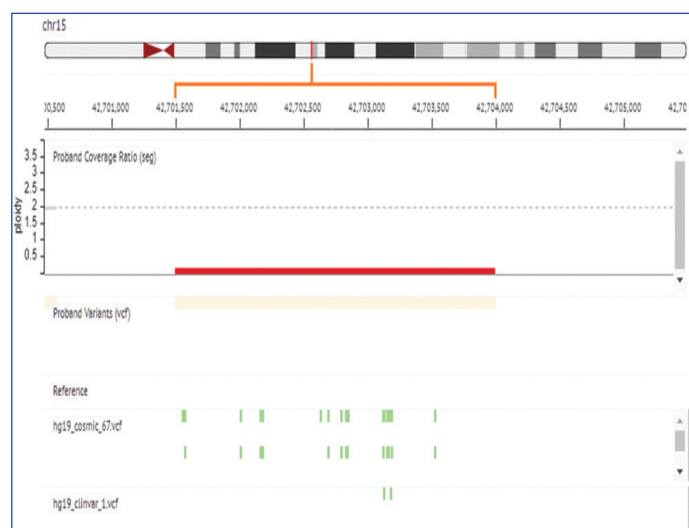 chr15
42,701,000 42,701,500 42,702,000 42,702,500 42,703,000 42,703,500 42,704,000 42,704,500 42,705,000
Proband Coverage Ratio (seg)
3.5
3
2.5
2
1.5
1
0.5
ploidy
Proband Variants (vcf)
Reference
hg19_cosmic_67.vcf
hg19_clinvar_1.vcf